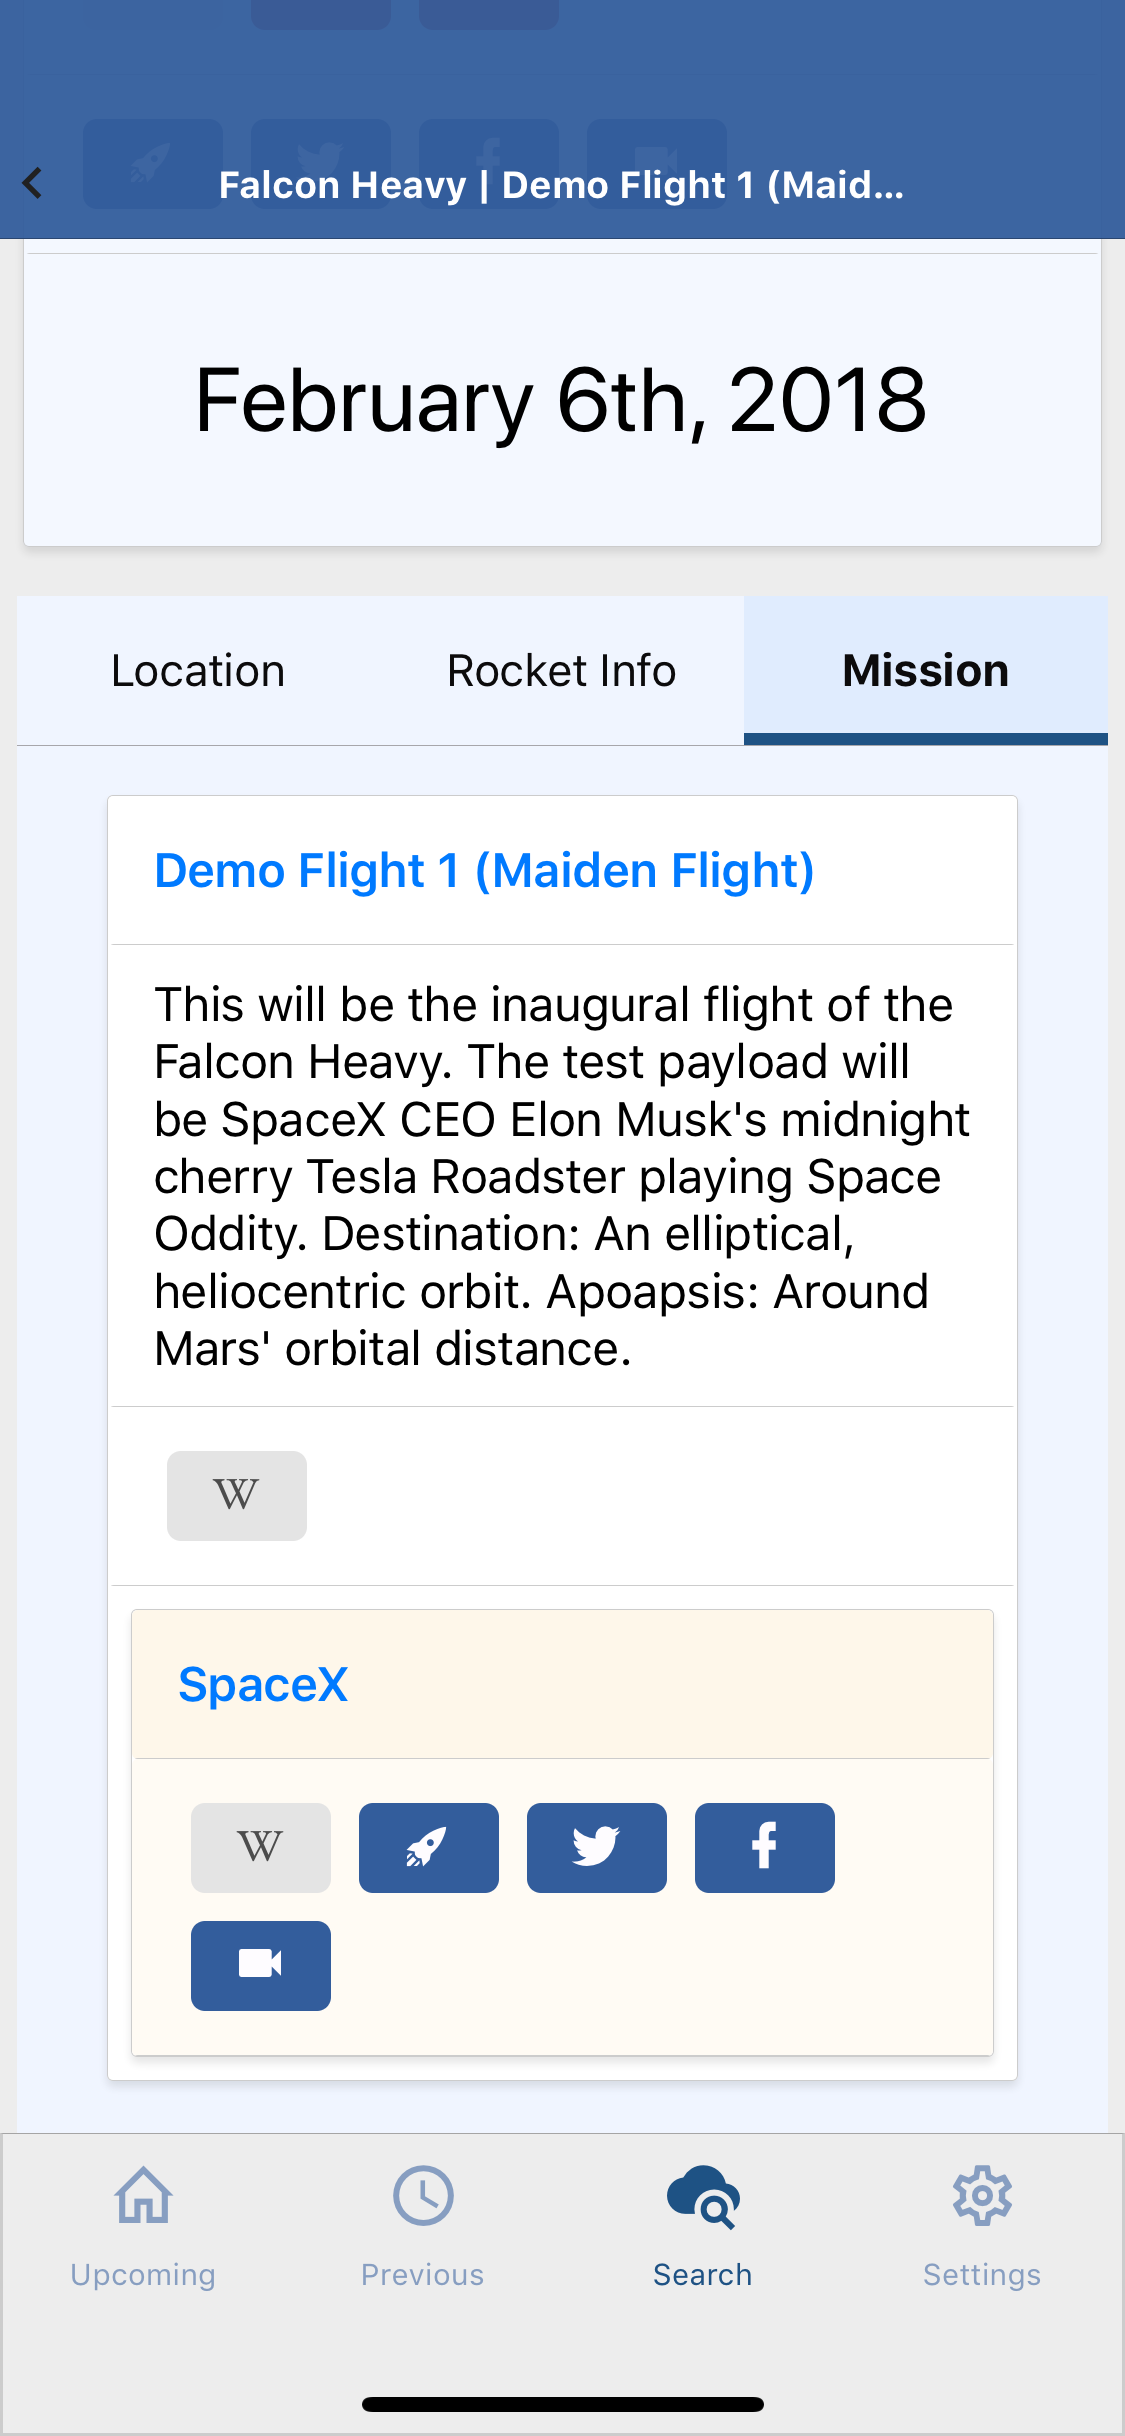 Falcon Heavy | Demo Flight 1 (Maid...
February 6th, 2018
Location
Rocket Info
Mission
Demo Flight 1 (Maiden Flight)
This will be the inaugural flight of the
Falcon Heavy. The test payload will
be SpaceX CEO Elon Musk's midnight
cherry Tesla Roadster playing Space
Oddity. Destination: An elliptical,
heliocentric orbit. Apoapsis: Around
Mars' orbital distance.
W
SpaceX
W
Upcoming
Previous
Search
Settings